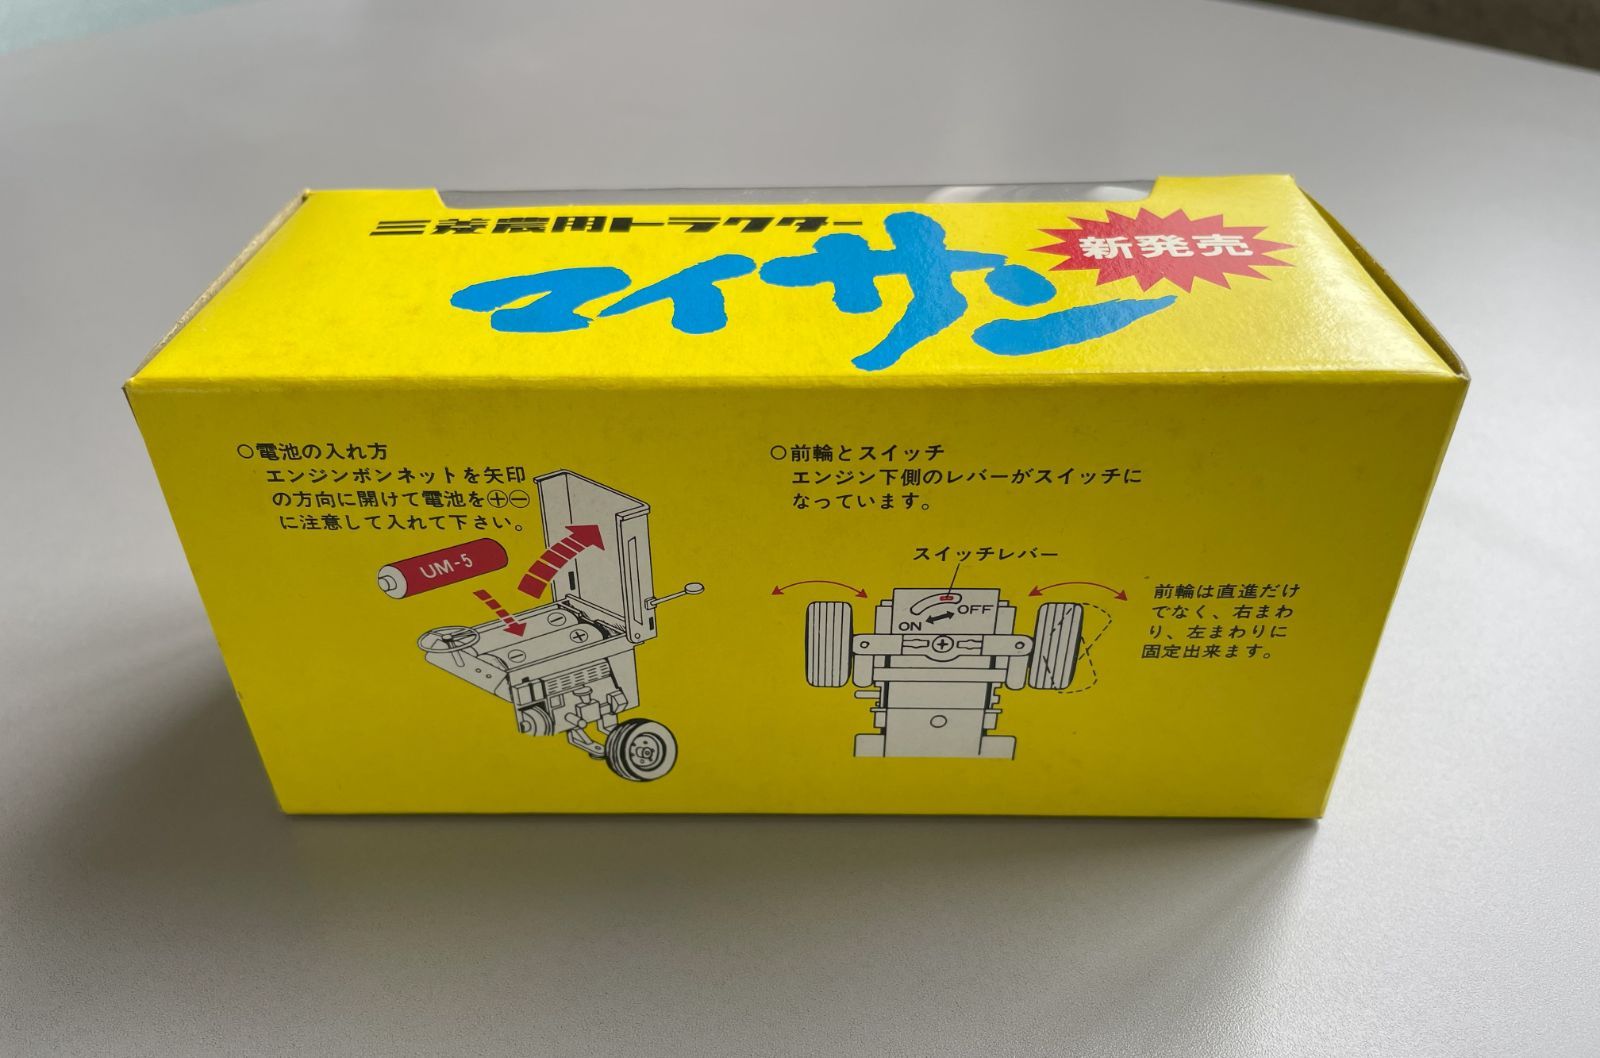 三菱農用トラクター
マイサン
新発売
○電池の入れ方
エンジンボンネットを矢印
の方向に開けて電池を⊕⊖
に注意して入れて下さい。
UM-5
⊖
⊕
⊖
○前輪とスイッチ
エンジン下側のレバーがスイッチに
なっています。
スイッチレバー
OFF
ON
前輪は直進だけ
でなく、右まわ
り、左まわりに
固定出来ます。